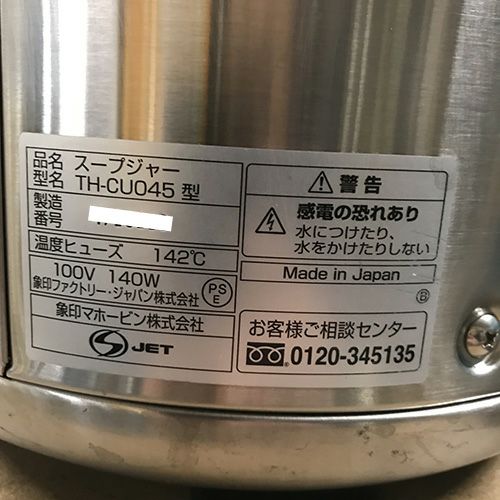 品名 スープジャー
型名 TH-CU045 型
製造
番号
温度ヒューズ 142℃
100V 140W
象印ファクトリー・ジャパン株式会社
PS
E
象印マホービン株式会社
S JET
警告
感電の恐れあり
水につけたり、
水をかけたりしない
Made in Japan
B
お客様ご相談センター
0120-345135